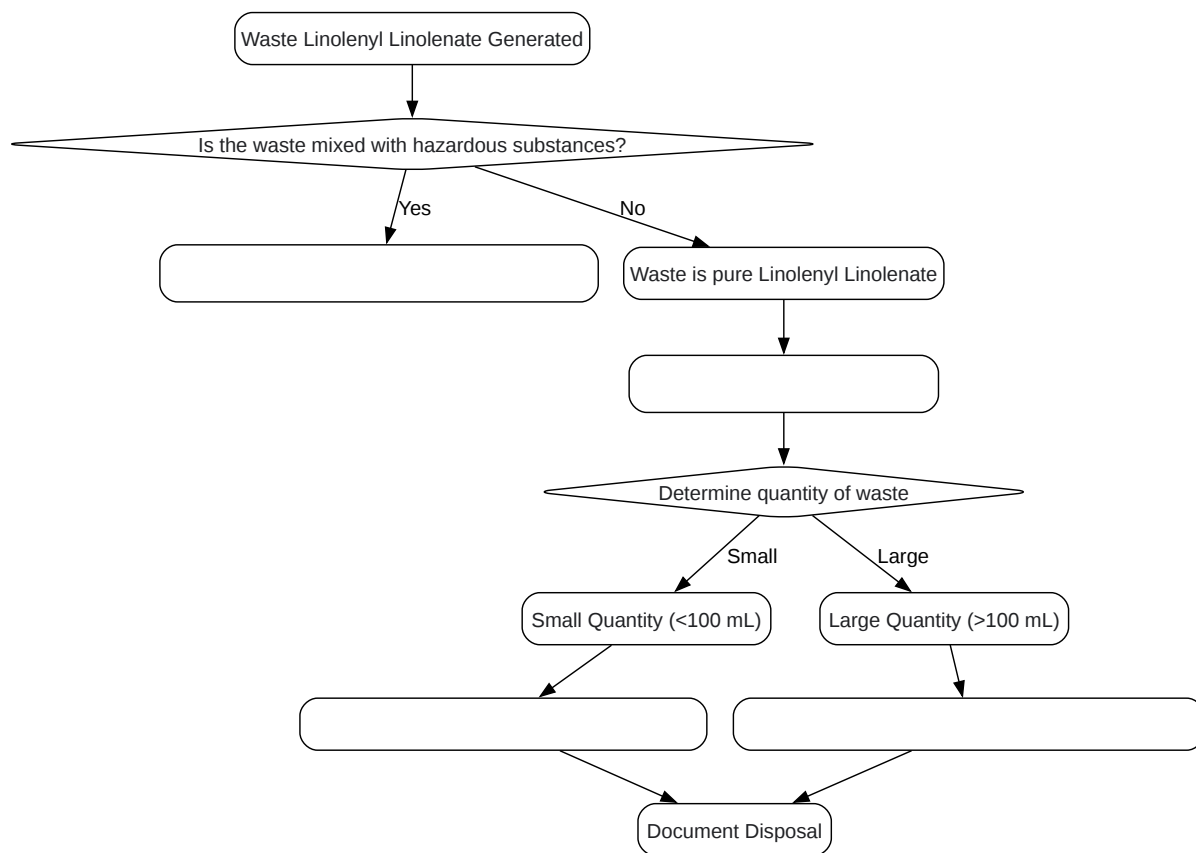 Waste Linolenyl Linolenate Generated
Is the waste mixed with hazardous substances?
Yes
No
Waste is pure Linolenyl Linolenate
Determine quantity of waste
Small
Large
Small Quantity (<100 mL)
Large Quantity (>100 mL)
Document Disposal